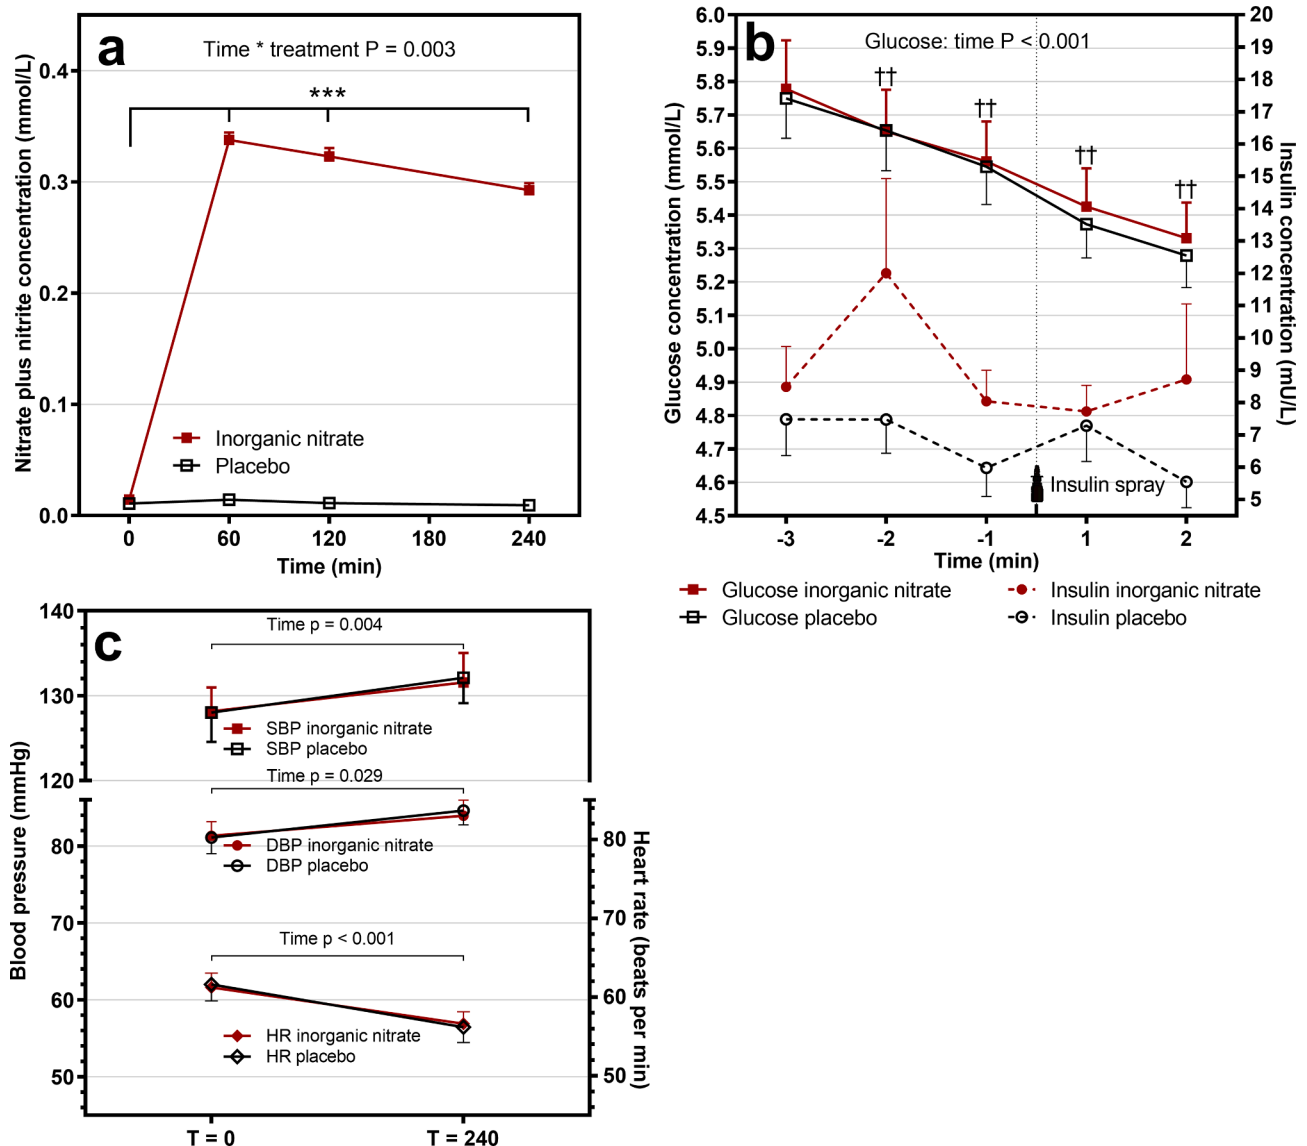 a
Time * treatment P = 0.003
***
Nitrate plus nitrite concentration (mmol/L)
0.4
0.3
0.2
0.1
0.0
Inorganic nitrate
Placebo
0 60 120 180 240
Time (min)
b
Glucose: time P < 0.001
Glucose concentration (mmol/L)
6.0
5.9
5.8
5.7
5.6
5.5
5.4
5.3
5.2
5.1
5.0
4.9
4.8
4.7
4.6
4.5
††
††
††
††
Insulin spray
20
19
18
17
16
15
14
13
12
11
10
9
8
7
6
5
Insulin concentration (mU/L)
-3 -2 -1 1 2
Time (min)
Glucose inorganic nitrate
Glucose placebo
Insulin inorganic nitrate
Insulin placebo
c
Blood pressure (mmHg)
140
130
120
80
70
60
50
Time p = 0.004
SBP inorganic nitrate
SBP placebo
Time p = 0.029
DBP inorganic nitrate
DBP placebo
Time p < 0.001
HR inorganic nitrate
HR placebo
80
70
60
50
Heart rate (beats per min)
T = 0 T = 240